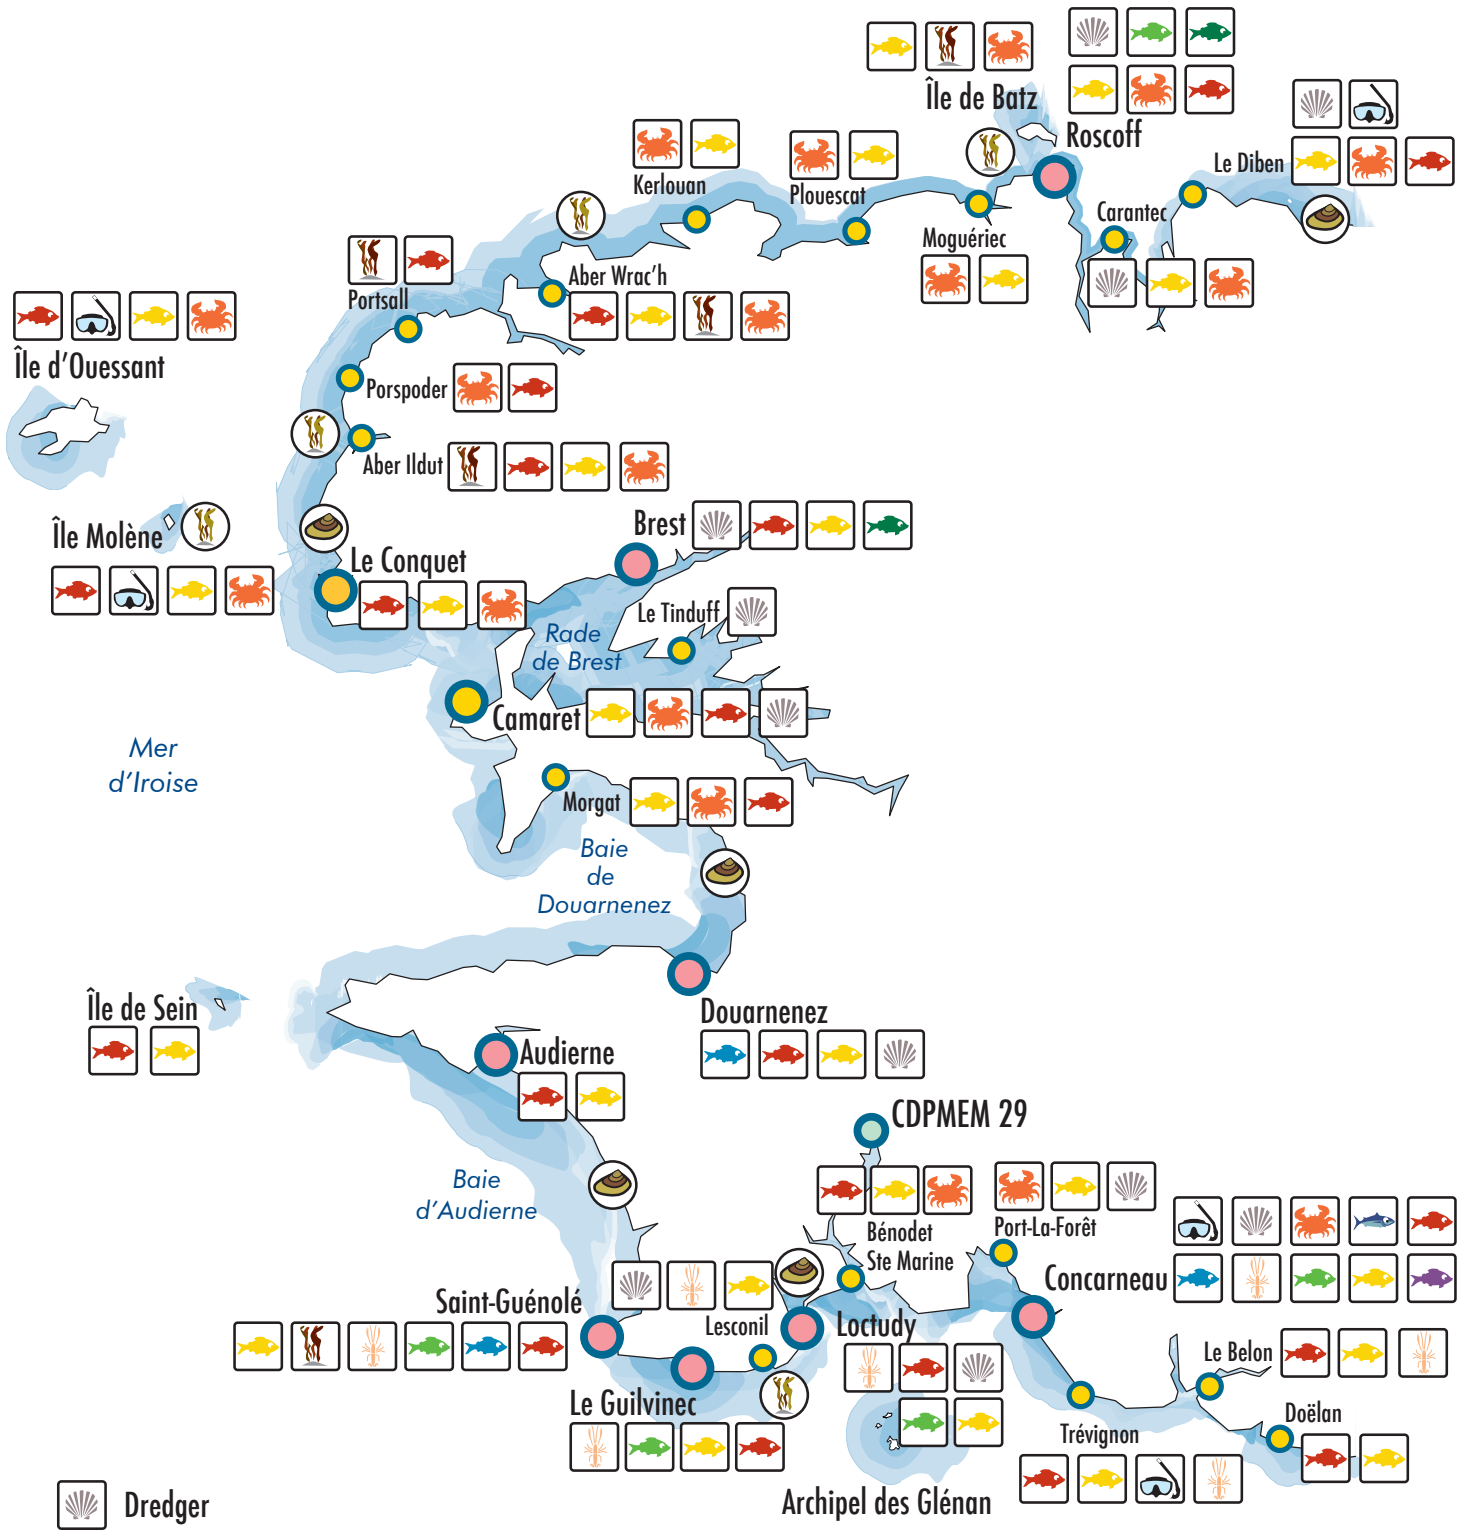 Île de Batz
Roscoff
Le Diben
Kerlouan
Plouescat
Carantec
Moguériec
Aber Wrac'h
Portsall
Île d'Ouessant
Porspoder
Aber Ildut
Île Molène
Brest
Le Conquet
Le Tinduff
Rade
de Brest
Camaret
Mer
d'Iroise
Morgat
Baie
de
Douarnenez
Île de Sein
Douarnenez
Audierne
CDPMEM 29
Baie
d'Audierne
Bénodet
Ste Marine
Port-La-Forêt
Concarneau
Saint-Guénolé
Lesconil
Loctudy
Le Belon
Le Guilvinec
Doëlan
Trévignon
Archipel des Glénan
Dredger